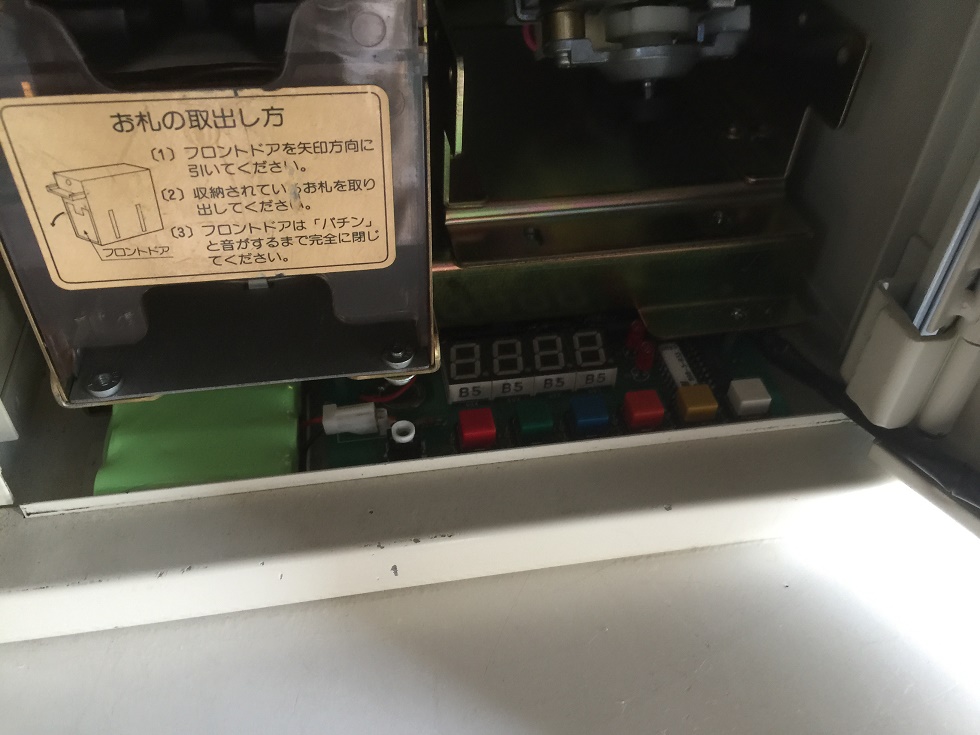 お札の取出し方
(1) フロントドアを矢印方向に
引いてください。
(2) 収納されている お札を取り
出してください。
(3) フロントドアは「パチン」
と音がするまで完全に閉じ
てください。
フロントドア
B5 B5 B5 B5